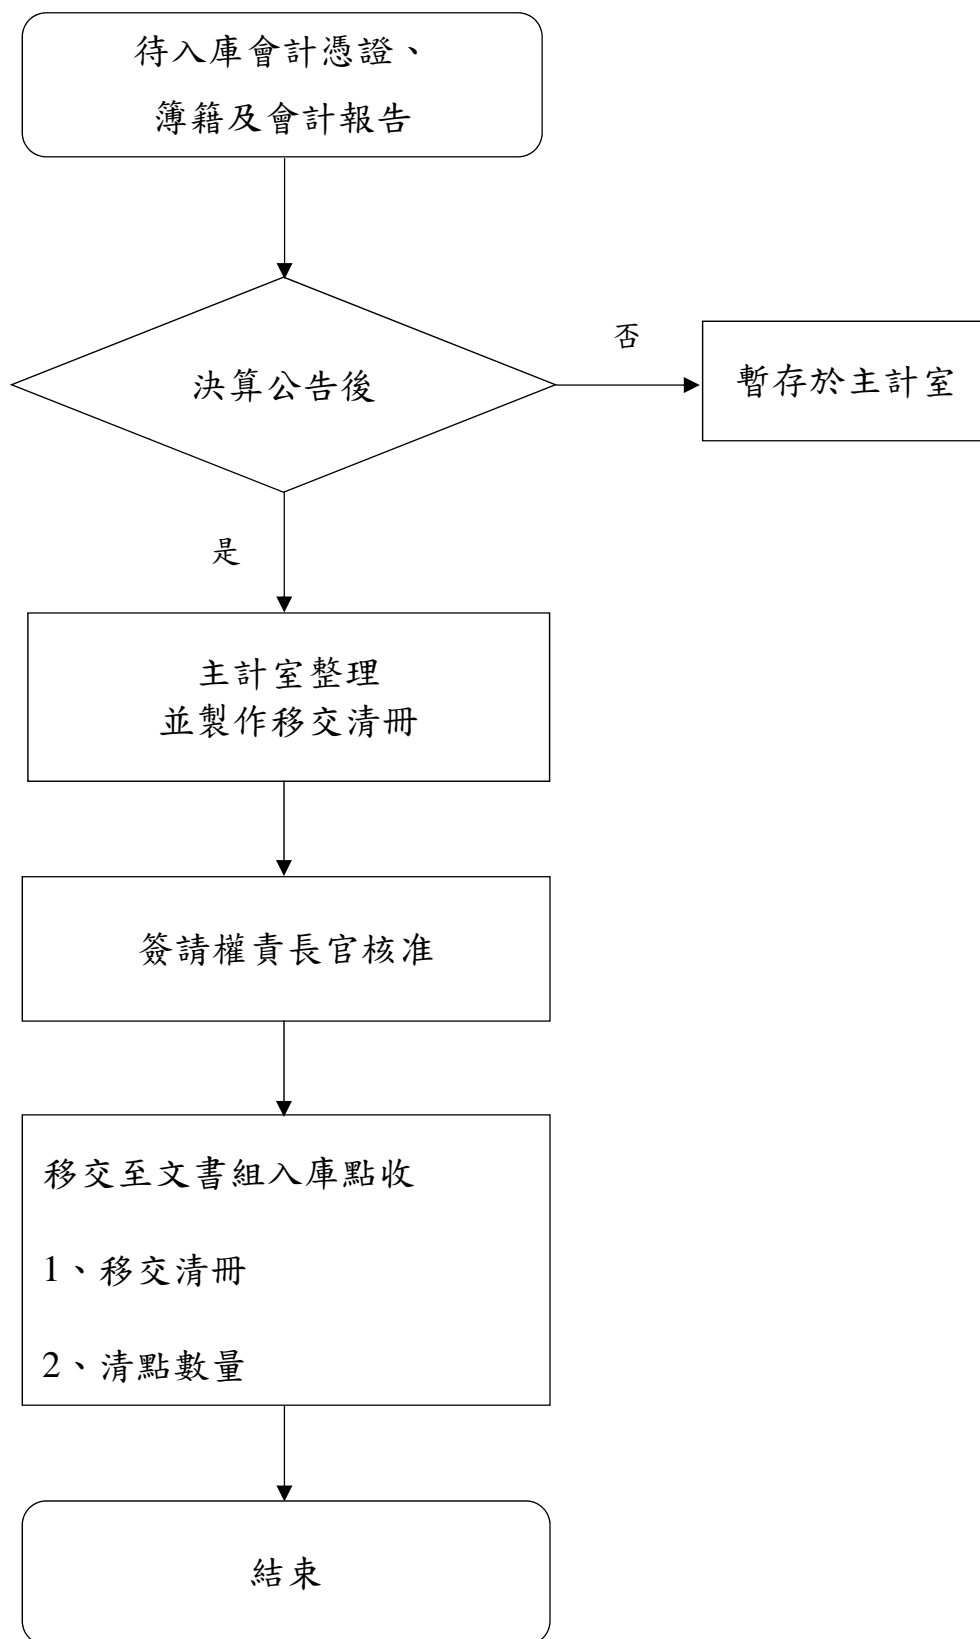 待入庫會計憑證、
簿籍及會計報告
決算公告後
否
暫存於主計室
是
主計室整理
並製作移交清冊
簽請權責長官核准
移交至文書組入庫點收
1、移交清冊
2、清點數量
結束